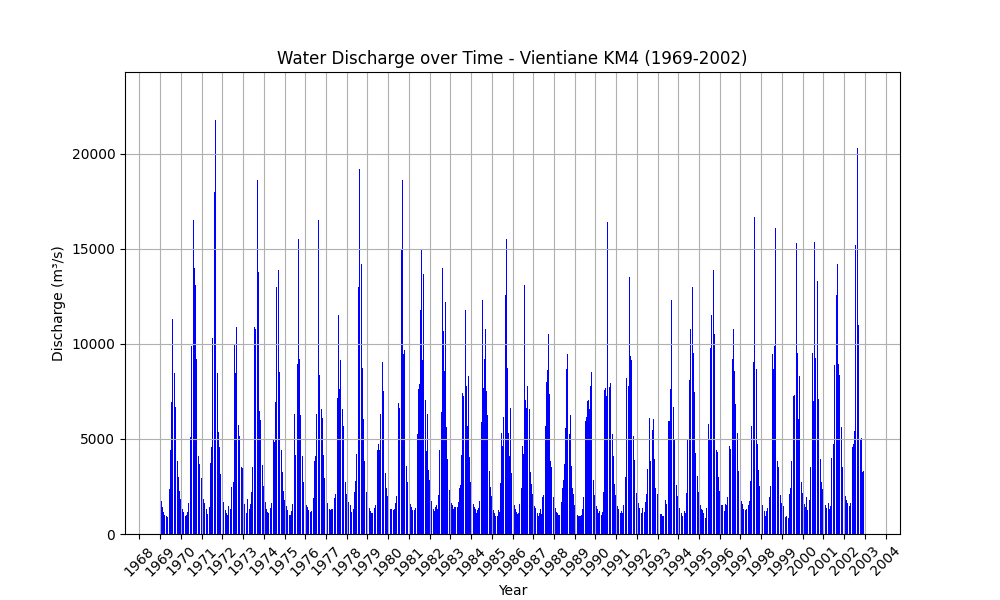 Water Discharge over Time - Vientiane KM4 (1969-2002)
Discharge (m³/s)
20000
15000
10000
5000
0
1968 1969 1970 1971 1972 1973 1974 1975 1976 1977 1978 1979 1980 1981 1982 1983 1984 1985 1986 1987 1988 1989 1990 1991 1992 1993 1994 1995 1996 1997 1998 1999 2000 2001 2002 2003 2004
Year